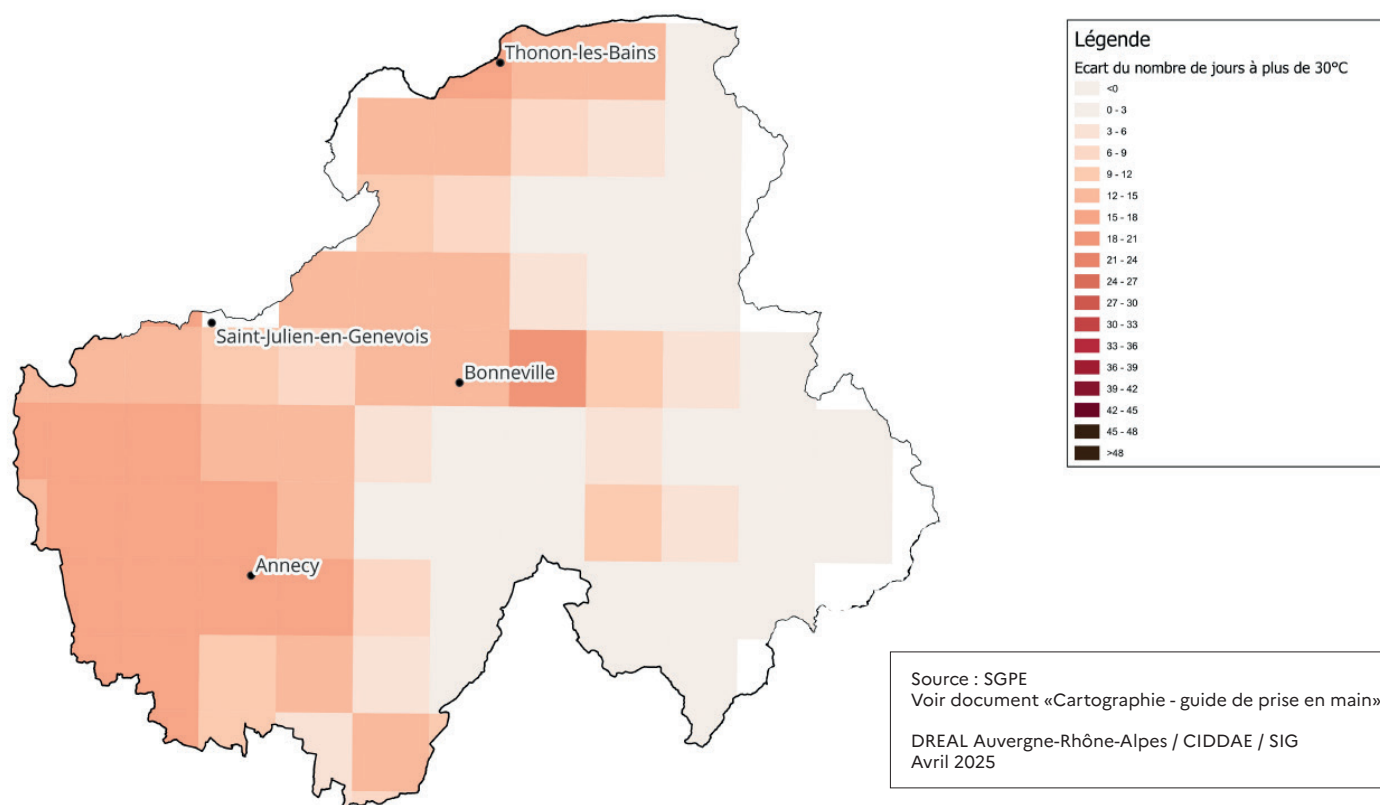 Thonon-les-Bains
Saint-Julien-en-Genevois
Bonneville
Annecy
Légende
Ecart du nombre de jours à plus de 30°C
<0
0 - 3
3 - 6
6 - 9
9 - 12
12 - 15
15 - 18
18 - 21
21 - 24
24 - 27
27 - 30
30 - 33
33 - 36
36 - 39
39 - 42
42 - 45
45 - 48
>48
Source : SGPE
Voir document «Cartographie - guide de prise en main»
DREAL Auvergne-Rhône-Alpes / CIDDAE / SIG
Avril 2025